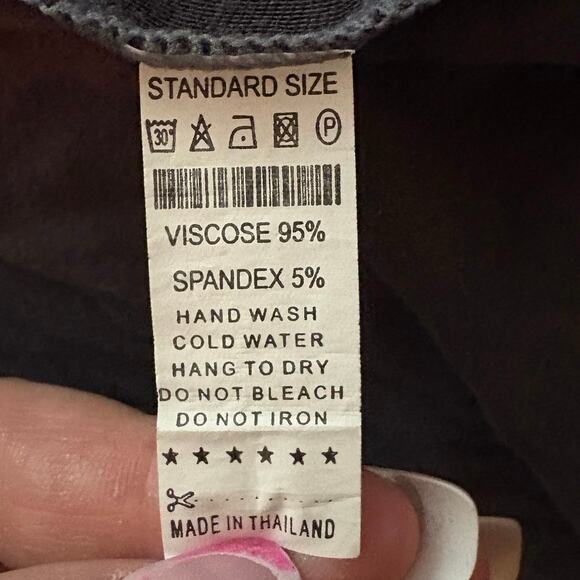 STANDARD SIZE
30° P
VISCOSE 95%
SPANDEX 5%
HAND WASH
COLD WATER
HANG TO DRY
DO NOT BLEACH
DO NOT IRON
MADE IN THAILAND